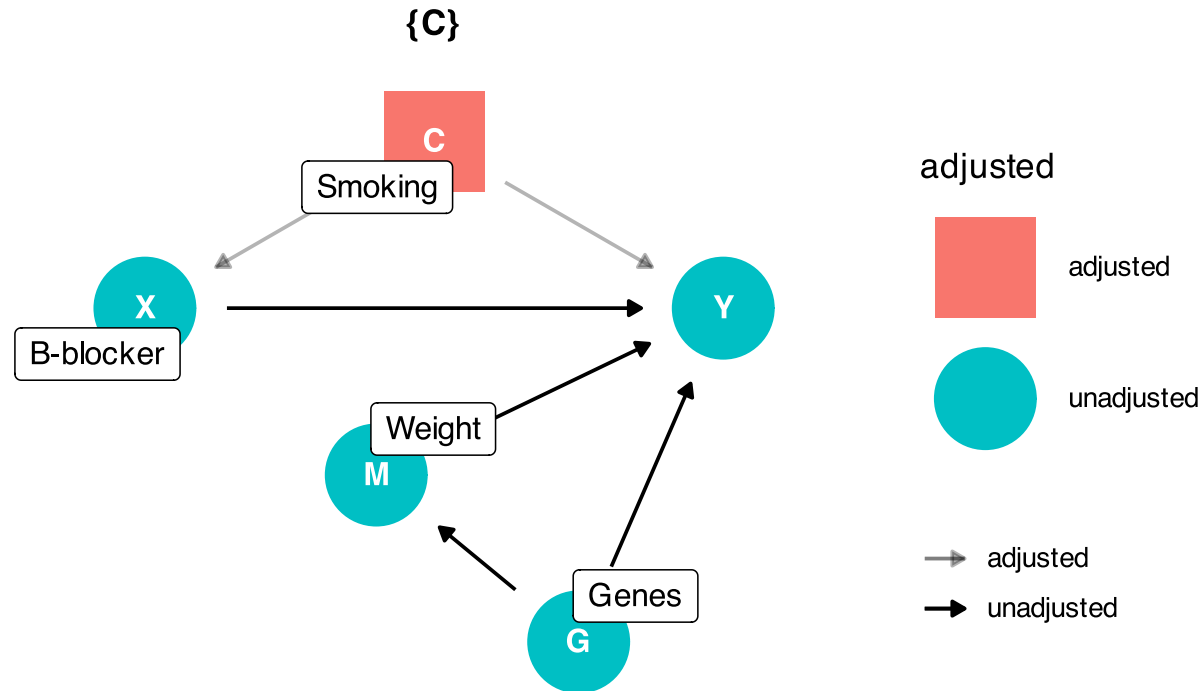 {C}
C
Smoking
X
B-blocker
Y
Weight
M
Genes
G
adjusted
adjusted
unadjusted
adjusted
unadjusted